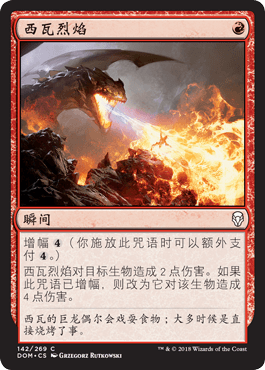 西瓦烈焰
瞬间
增幅 4（你施放此咒语时可以额外支
付 4。）
西瓦烈焰对目标生物造成 2 点伤害。如果
此咒语已增幅，则改为它对该生物造成
4 点伤害。
西瓦的巨龙偶尔会戏耍食物；大多时候是直
接烧烤了事。
142/269 C
DOM • CS GRZEGORZ RUTKOWSKI
™ & © 2018 Wizards of the Coast